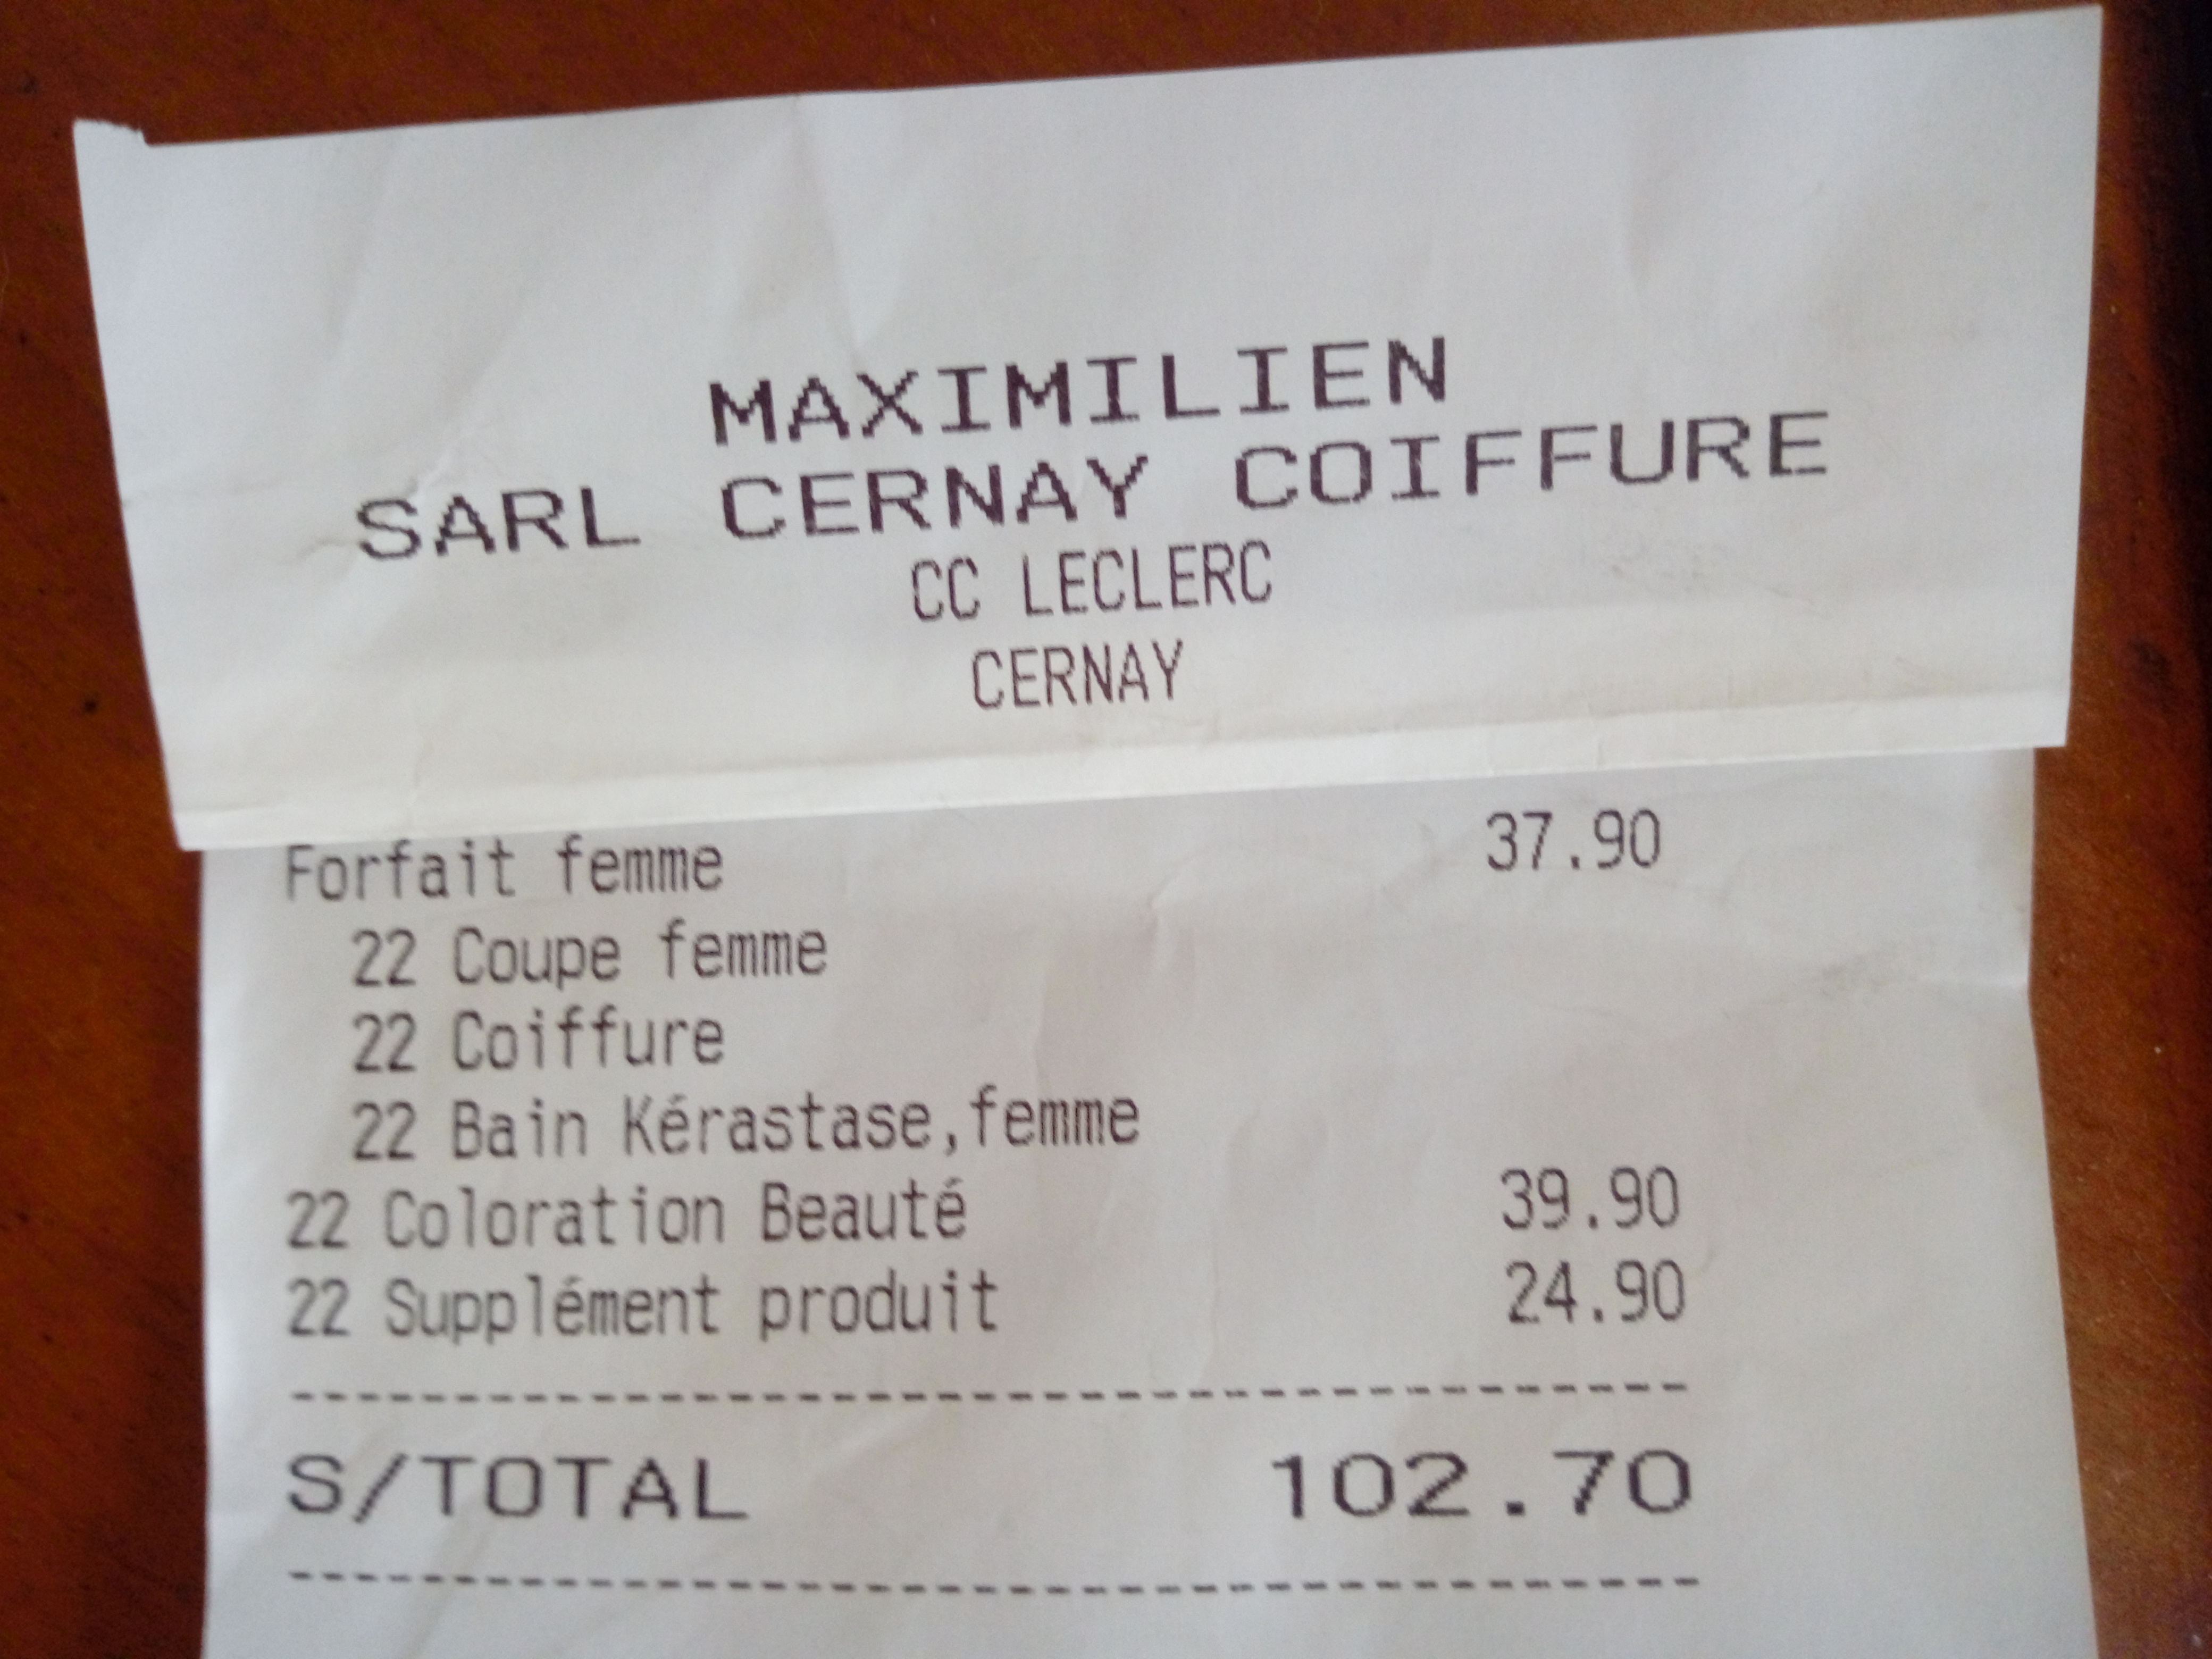 MAXIMILIEN
SARL CERNAY COIFFURE
CC LECLERC
CERNAY
Forfait femme 37.90
22 Coupe femme
22 Coiffure
22 Bain Kérastase,femme
22 Coloration Beauté 39.90
22 Supplément produit 24.90
S/TOTAL 102.70